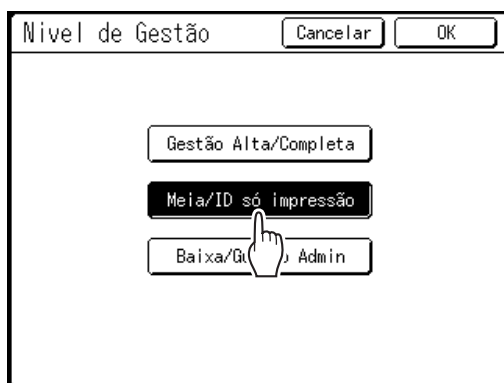 Nivel de Gestão Cancelar OK
Gestão Alta/Completa
Meia/ID só impressão
Baixa/ Admin